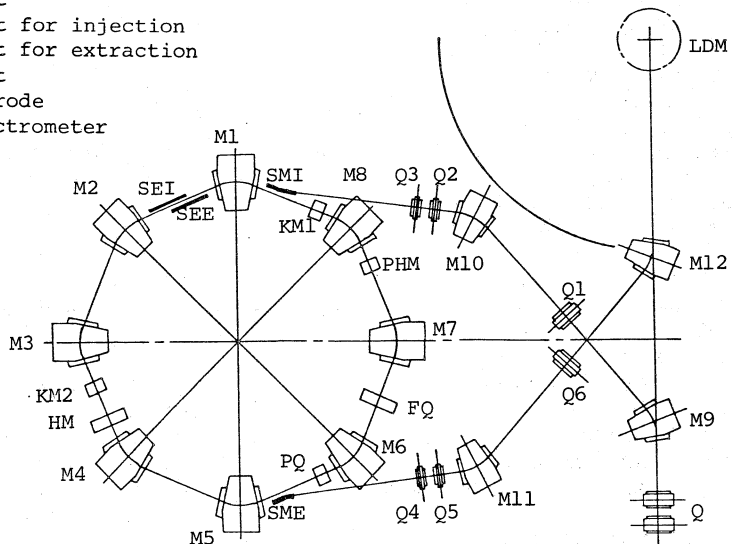 t for injection
t for extraction
t
rode
ctrometer
LDM
M1
SMI
M8
Q3 Q2
M2
SEI
SEE
KM1
M10
PHM
M12
Q1
M3
M7
Q6
KM2
HM
FQ
M9
M4
PQ
M6
M5
SME
Q4 Q5
M11
Q